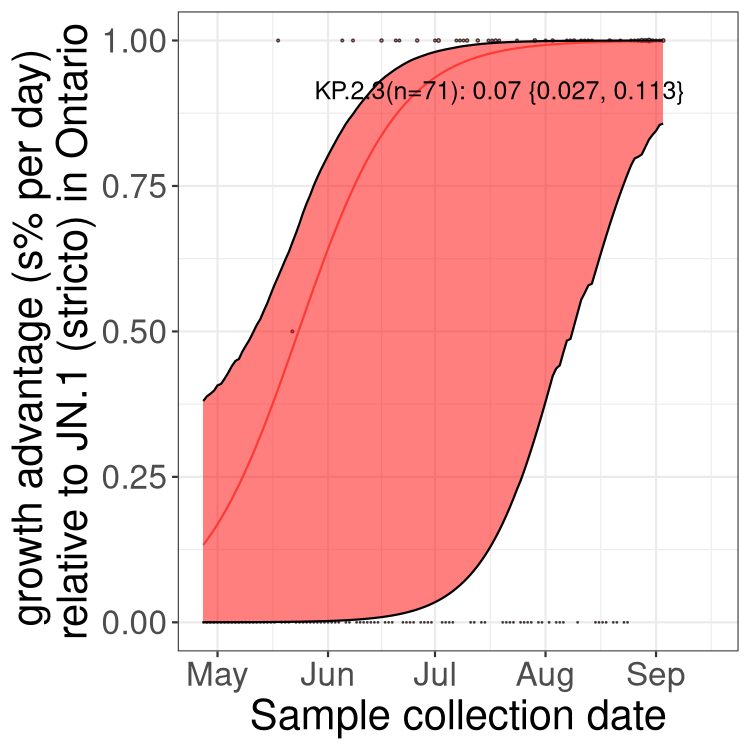 growth advantage (s% per day)
relative to JN.1 (stricto) in Ontario
1.00
0.75
0.50
0.25
0.00
KP.2.3(n=71): 0.07 {0.027, 0.113}
May Jun Jul Aug Sep
Sample collection date